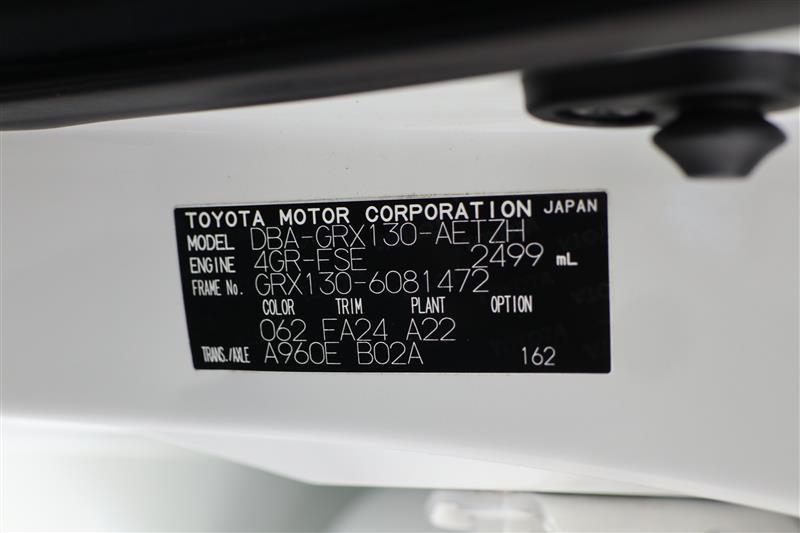 TOYOTA MOTOR CORPORATION JAPAN
MODEL DBA-GRX130-AETZH
ENGINE 4GR-FSE 2499 mL
FRAME No. GRX130-6081472
COLOR TRIM PLANT OPTION
062 FA24 A22
TRANS./AXLE A960E B02A 162